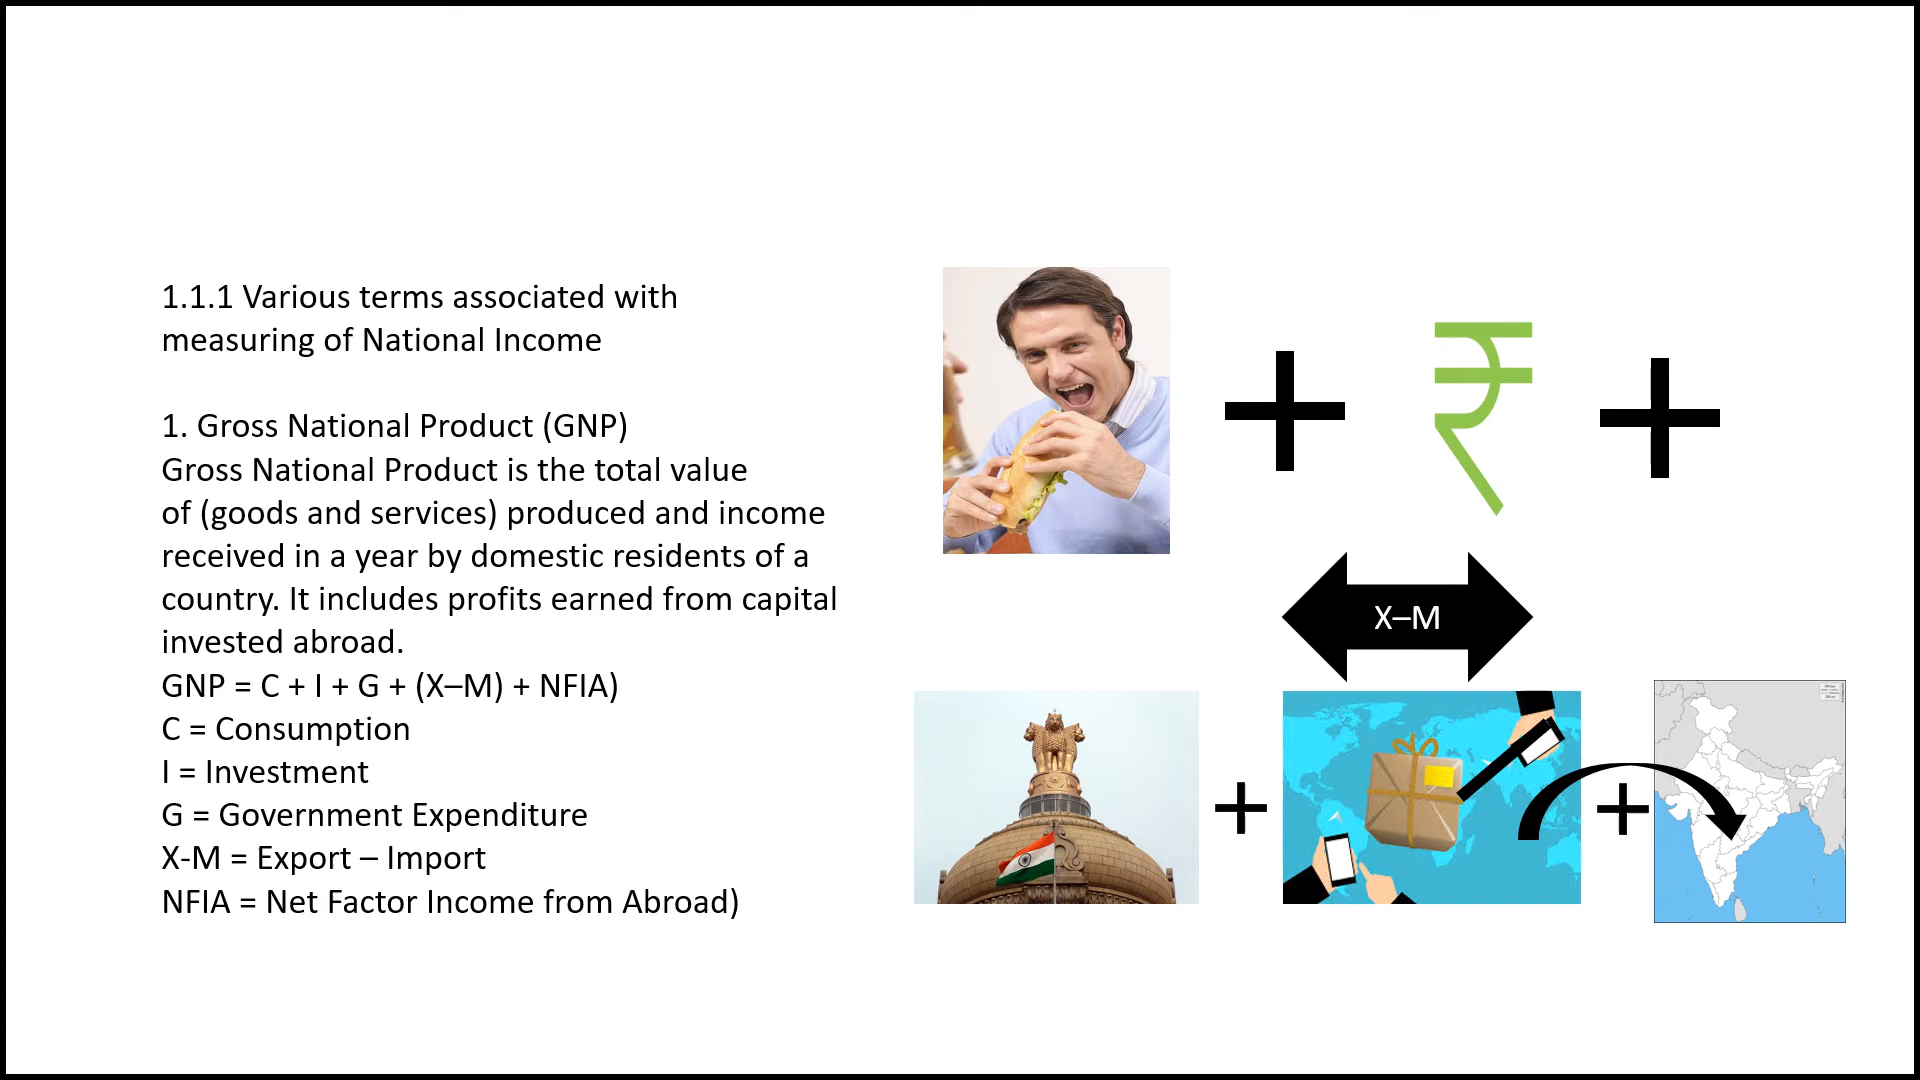 1.1.1 Various terms associated with
measuring of National Income
1. Gross National Product (GNP)
Gross National Product is the total value
of (goods and services) produced and income
received in a year by domestic residents of a
country. It includes profits earned from capital
invested abroad.
GNP = C + I + G + (X–M) + NFIA)
C = Consumption
I = Investment
G = Government Expenditure
X-M = Export – Import
NFIA = Net Factor Income from Abroad)
+
₹
+
X–M
+
+